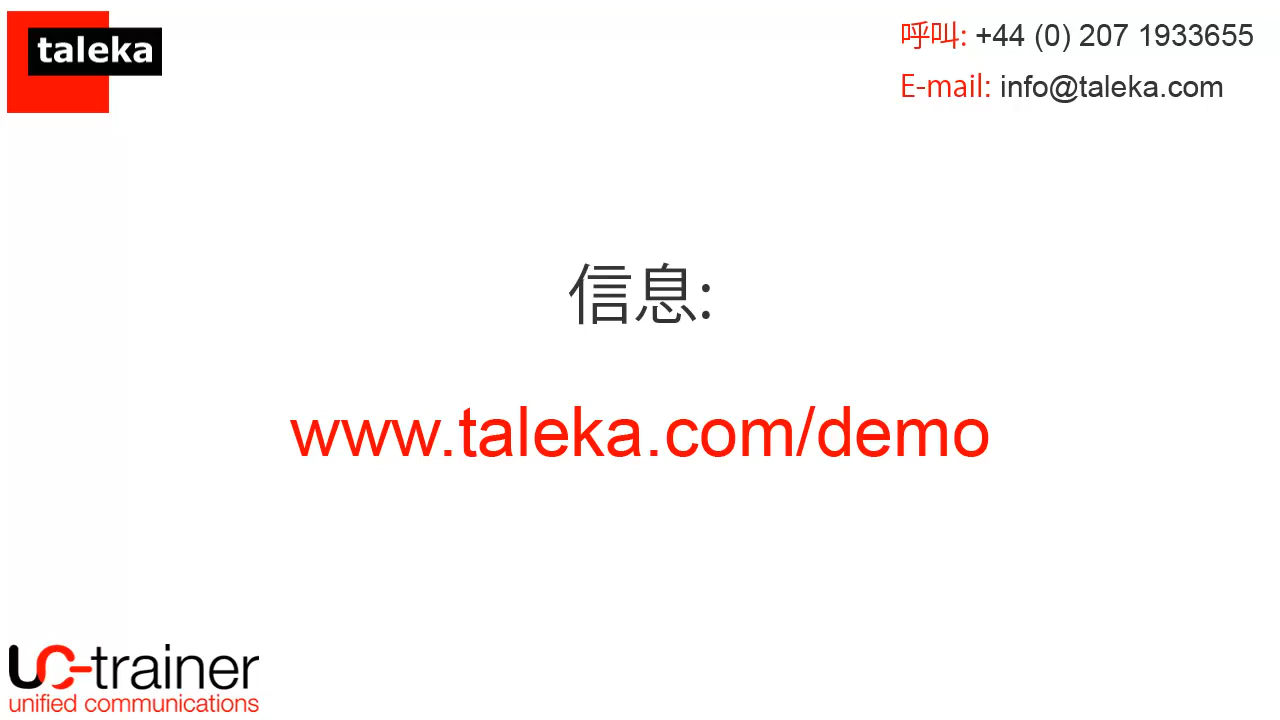 taleka
呼叫: +44 (0) 207 1933655
E-mail: info@taleka.com
信息:
www.taleka.com/demo
UC-trainer
unified communications